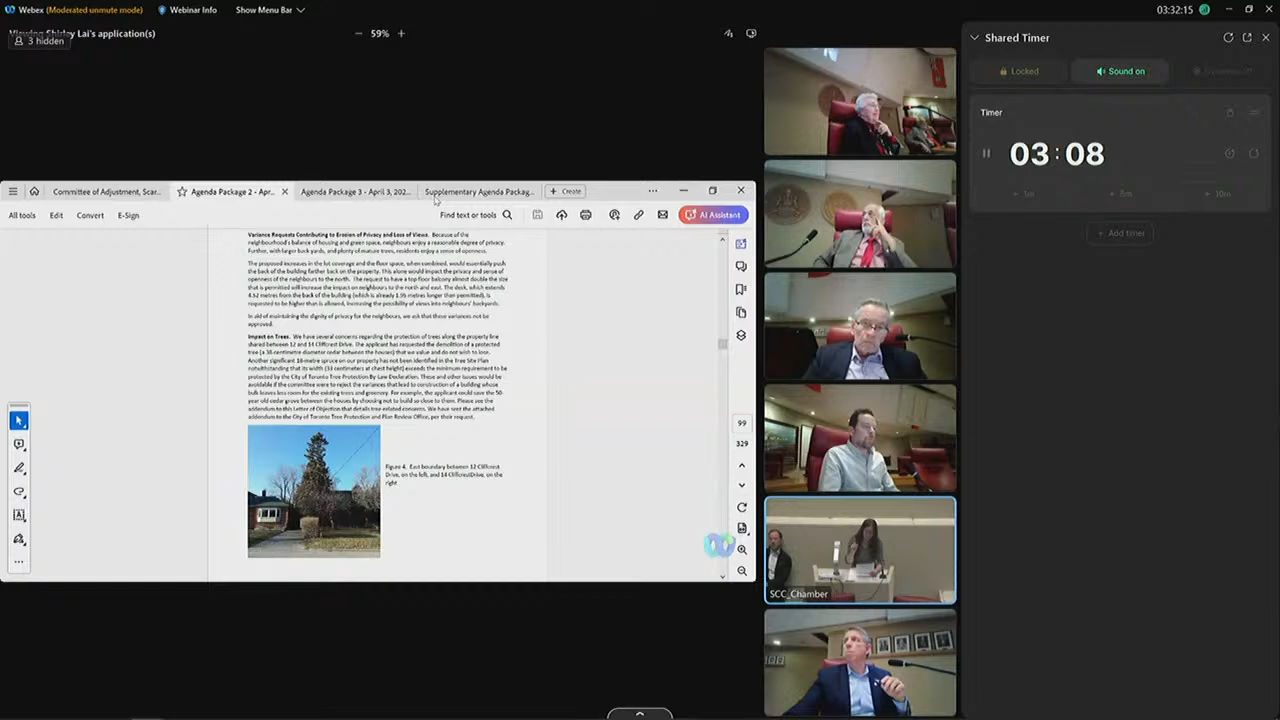 Webex (Moderated unmute mode) Webinar Info Show Menu Bar 03:32:15
Viewing Shirley Lai's application(s)
3 hidden
59%
Shared Timer
Locked Sound on
Timer
03:08
1m 5m 10m
+ Add timer
Committee of Adjustment, Scar... Agenda Package 2 - Apr... Agenda Package 3 - April 3, 202... Supplementary Agenda Packag... + Create
All tools Edit Convert E-Sign Find text or tools AI Assistant
Variance Requests Contributing to Erosion of Privacy and Loss of Views. Because of the
neighbourhood's balance of housing and green space, neighbours enjoy a reasonable degree of privacy.
Further, with larger back yards, and plenty of mature trees, residents enjoy a sense of openness.
The proposed increases in the lot coverage and the floor space, when combined, would essentially push
the back of the building farther back on the property. This alone would impact the privacy and sense of
openness of the neighbours to the north. The request to have a top floor balcony almost double the size
that is permitted will increase the impact on neighbours to the north and east. The deck, which extends
4.52 metres from the back of the building (which is already 1.95 metres longer than permitted), is
requested to be higher than is allowed, increasing the possibility of views into neighbours' backyards.
In aid of maintaining the dignity of privacy for the neighbours, we ask that these variances not be
approved.
Impact on Trees. We have several concerns regarding the protection of trees along the property line
shared between 12 and 14 Cliffcrest Drive. The applicant has requested the demolition of a protected
tree (a 38-centimetre diameter cedar between the houses) that we value and do not wish to lose.
Another significant 18-metre spruce on our property has not been identified in the Tree Site Plan
notwithstanding that its width (33 centimeters at chest height) exceeds the minimum requirement to be
protected by the City of Toronto Tree Protection By Law Declaration. These and other issues would be
avoidable if the committee were to reject the variances that lead to construction of a building whose
bulk leaves less room for the existing trees and greenery. For example, the applicant could save the 50-
year old cedar grove between the houses by choosing not to build so close to them. Please see the
addendum to this Letter of Objection that details tree-related concerns. We have sent the attached
addendum to the City of Toronto Tree Protection and Plan Review Office, per their request.
Figure 4. East boundary between 12 Cliffcrest
Drive, on the left, and 14 CliffcrestDrive, on the
right
99
329
SCC_Chamber